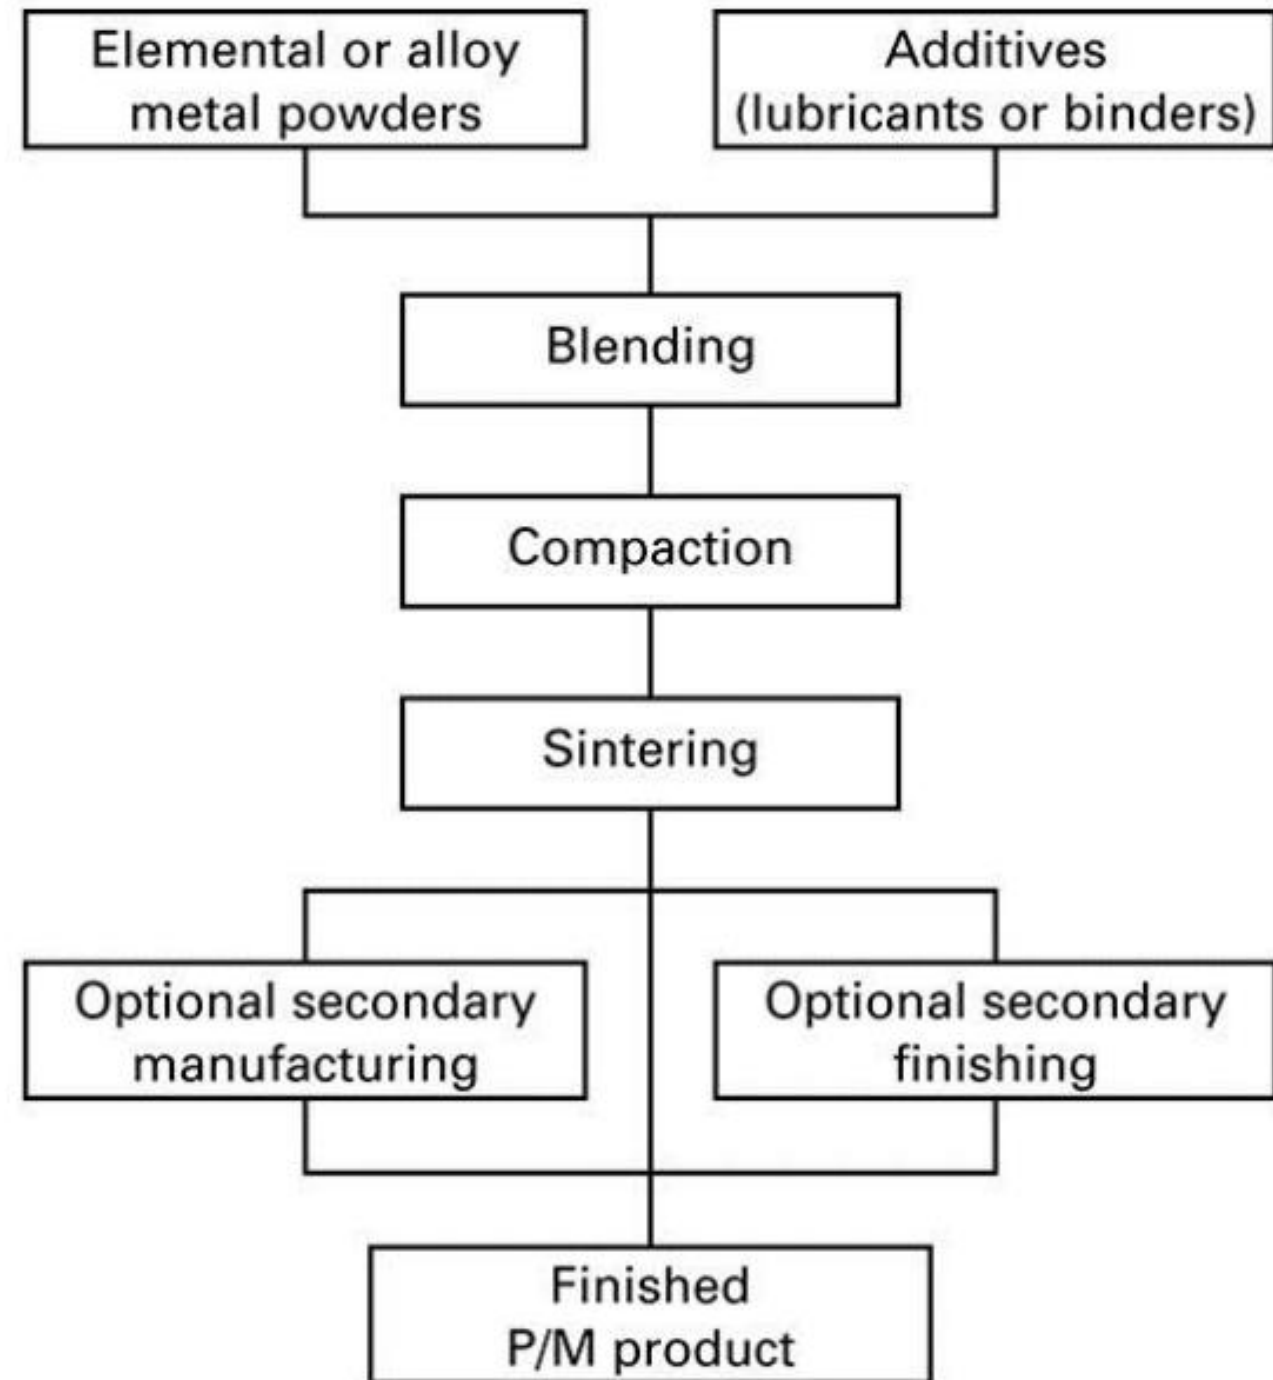 Elemental or alloy
metal powders
Additives
(lubricants or binders)
Blending
Compaction
Sintering
Optional secondary
manufacturing
Optional secondary
finishing
Finished
P/M product